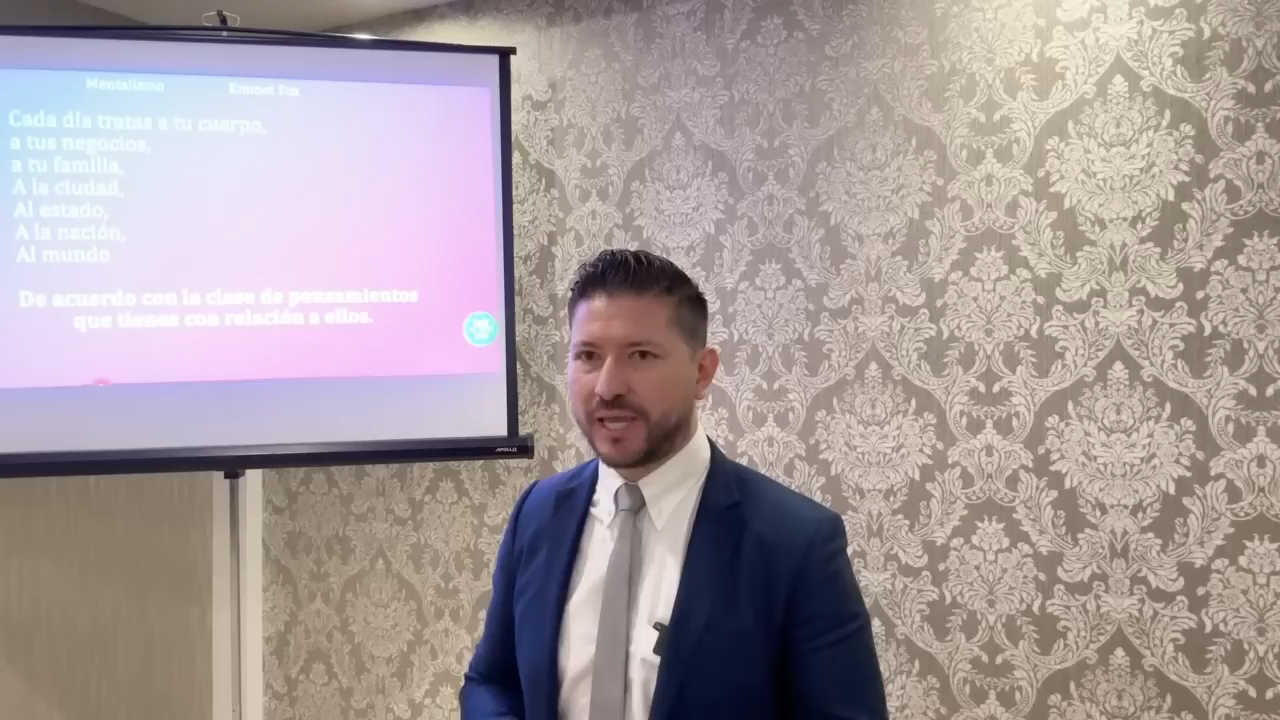 Mentalismo
Emmet Fox
Cada día tratas a tu cuerpo,
a tus negocios,
a tu familia,
A la ciudad,
Al estado,
A la nación,
Al mundo
De acuerdo con la clase de pensamientos
que tienes con relación a ellos.
APOLLO